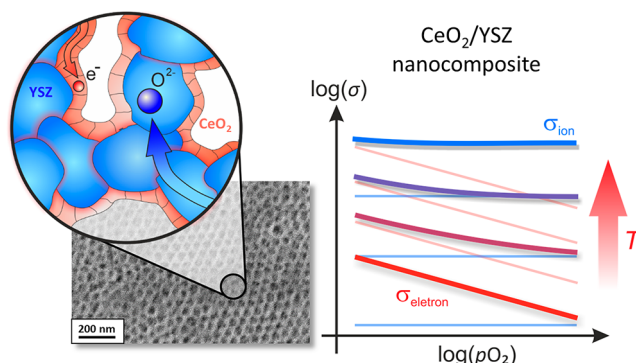 e-
YSZ
O2-
CeO2
200 nm
CeO2/YSZ
nanocomposite
log(σ)
σion
σeletron
T
log(pO2)